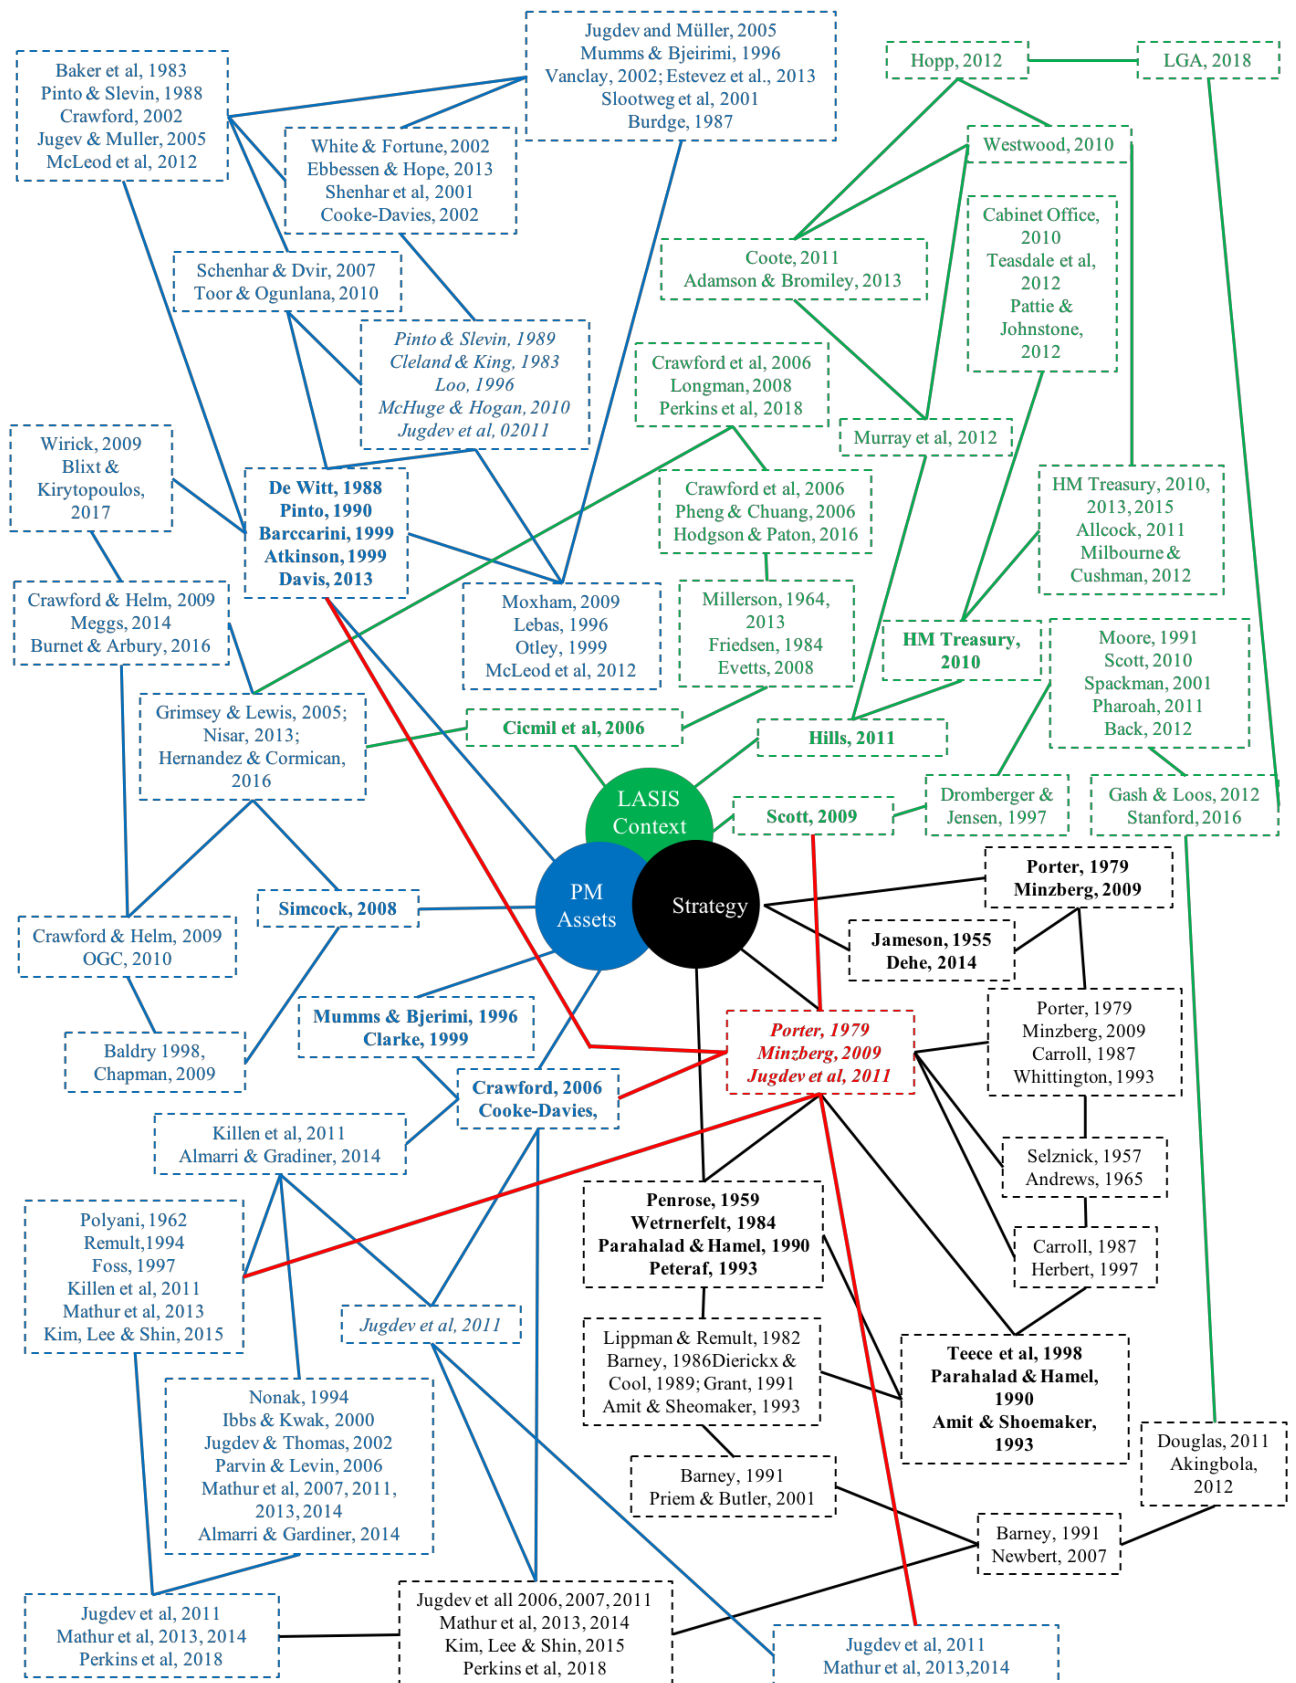 Jugdev and Müller, 2005
Mumms & Bjeirimi, 1996
Vanclay, 2002; Estevez et al., 2013
Slootweg et al, 2001
Burdge, 1987
Baker et al, 1983
Pinto & Slevin, 1988
Crawford, 2002
Jugev & Muller, 2005
McLeod et al, 2012
Hopp, 2012
LGA, 2018
White & Fortune, 2002
Ebbessen & Hope, 2013
Shenhar et al, 2001
Cooke-Davies, 2002
Westwood, 2010
Cabinet Office,
2010
Teasdale et al,
2012
Pattie &
Johnstone,
2012
Schenhar & Dvir, 2007
Toor & Ogunlana, 2010
Coote, 2011
Adamson & Bromiley, 2013
Pinto & Slevin, 1989
Cleland & King, 1983
Loo, 1996
McHuge & Hogan, 2010
Jugdev et al, 02011
Crawford et al, 2006
Longman, 2008
Perkins et al, 2018
Murray et al, 2012
Wirick, 2009
Blixt &
Kirytopoulos,
2017
De Witt, 1988
Pinto, 1990
Barccarini, 1999
Atkinson, 1999
Davis, 2013
Crawford et al, 2006
Pheng & Chuang, 2006
Hodgson & Paton, 2016
HM Treasury, 2010,
2013, 2015
Allcock, 2011
Milbourne &
Cushman, 2012
Crawford & Helm, 2009
Meggs, 2014
Burnet & Arbury, 2016
Moxham, 2009
Lebas, 1996
Otley, 1999
McLeod et al, 2012
Millerson, 1964,
2013
Friedsen, 1984
Evetts, 2008
HM Treasury,
2010
Moore, 1991
Scott, 2010
Spackman, 2001
Pharoah, 2011
Back, 2012
Grimsey & Lewis, 2005;
Nisar, 2013;
Hernandez & Cormican,
2016
Cicmil et al, 2006
Hills, 2011
LASIS
Context
Scott, 2009
Dromberger &
Jensen, 1997
Gash & Loos, 2012
Stanford, 2016
PM
Assets
Strategy
Porter, 1979
Minzberg, 2009
Simcock, 2008
Jameson, 1955
Dehe, 2014
Crawford & Helm, 2009
OGC, 2010
Mumms & Bjerimi, 1996
Clarke, 1999
Porter, 1979
Minzberg, 2009
Jugdev et al, 2011
Porter, 1979
Minzberg, 2009
Carroll, 1987
Whittington, 1993
Baldry 1998,
Chapman, 2009
Crawford, 2006
Cooke-Davies,
Killen et al, 2011
Almarri & Gradiner, 2014
Selznick, 1957
Andrews, 1965
Polyani, 1962
Remult,1994
Foss, 1997
Killen et al, 2011
Mathur et al, 2013
Kim, Lee & Shin, 2015
Penrose, 1959
Wetrnerfelt, 1984
Parahalad & Hamel, 1990
Peteraf, 1993
Carroll, 1987
Herbert, 1997
Jugdev et al, 2011
Lippman & Remult, 1982
Barney, 1986Dierickx &
Cool, 1989; Grant, 1991
Amit & Sheomaker, 1993
Teece et al, 1998
Parahalad & Hamel,
1990
Amit & Shoemaker,
1993
Nonak, 1994
Ibbs & Kwak, 2000
Jugdev & Thomas, 2002
Parvin & Levin, 2006
Mathur et al, 2007, 2011,
2013, 2014
Almarri & Gardiner, 2014
Barney, 1991
Priem & Butler, 2001
Douglas, 2011
Akingbola,
2012
Barney, 1991
Newbert, 2007
Jugdev et al, 2011
Mathur et al, 2013, 2014
Perkins et al, 2018
Jugdev et all 2006, 2007, 2011
Mathur et al, 2013, 2014
Kim, Lee & Shin, 2015
Perkins et al, 2018
Jugdev et al, 2011
Mathur et al, 2013,2014